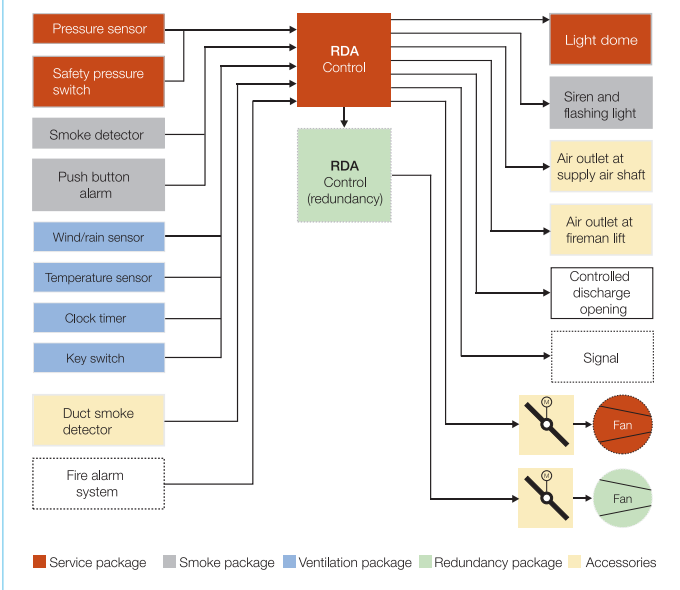 Pressure sensor
Safety pressure
switch
Smoke detector
Push button
alarm
Wind/rain sensor
Temperature sensor
Clock timer
Key switch
Duct smoke
detector
Fire alarm
system
RDA
Control
RDA
Control
(redundancy)
Light dome
Siren and
flashing light
Air outlet at
supply air shaft
Air outlet at
fireman lift
Controlled
discharge
opening
Signal
M
Fan
M
Fan
Service package
Smoke package
Ventilation package
Redundancy package
Accessories